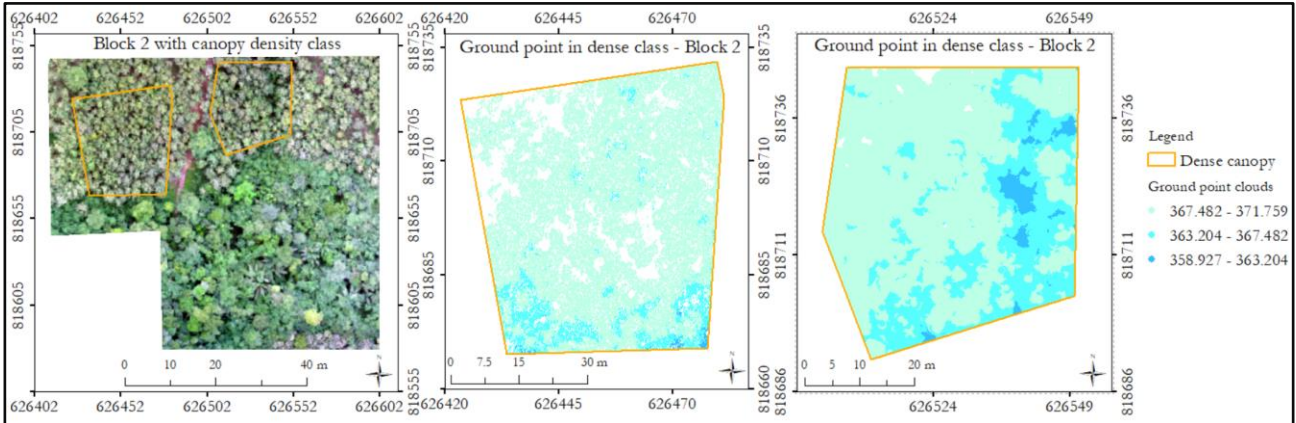 626402 626452 626502 626552 626602
Block 2 with canopy density class
818755
818705
818655
818605
818555
818755
818705
818655
818605
818555
0 10 20 40 m
N
626402 626452 626502 626552 626602
626420 626445 626470
Ground point in dense class - Block 2
818735
818710
818685
818735
818710
818685
818660
0 7.5 15 30 m
N
626420 626445 626470
626524 626549
Ground point in dense class - Block 2
818736
818711
818686
0 5 10 20 m
N
626524 626549
Legend
Dense canopy
Ground point clouds
367.482 - 371.759
363.204 - 367.482
358.927 - 363.204